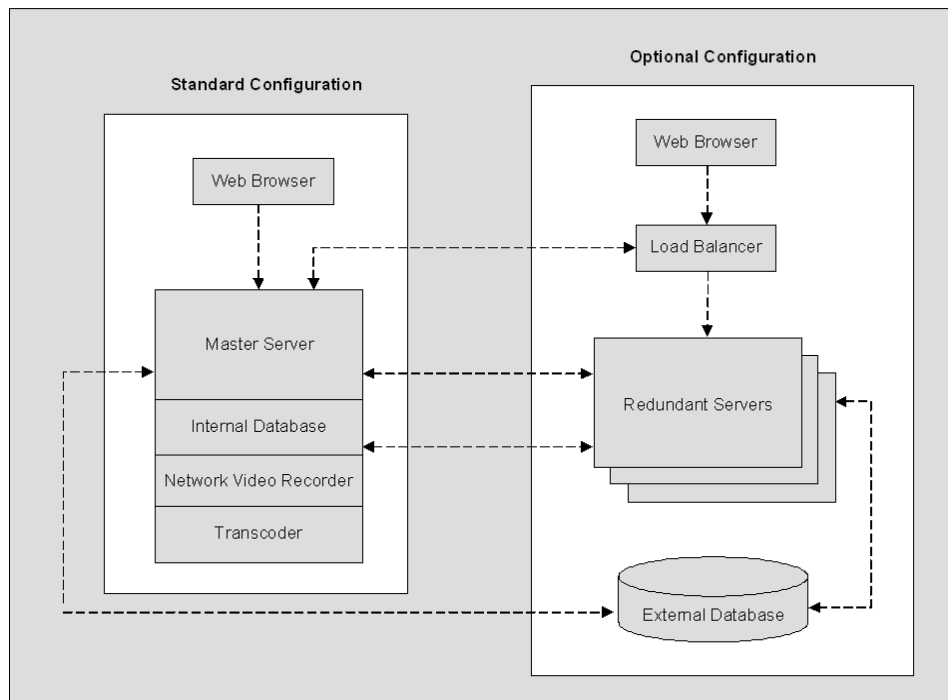 Standard Configuration
Web Browser
Master Server
Internal Database
Network Video Recorder
Transcoder
Optional Configuration
Web Browser
Load Balancer
Redundant Servers
External Database